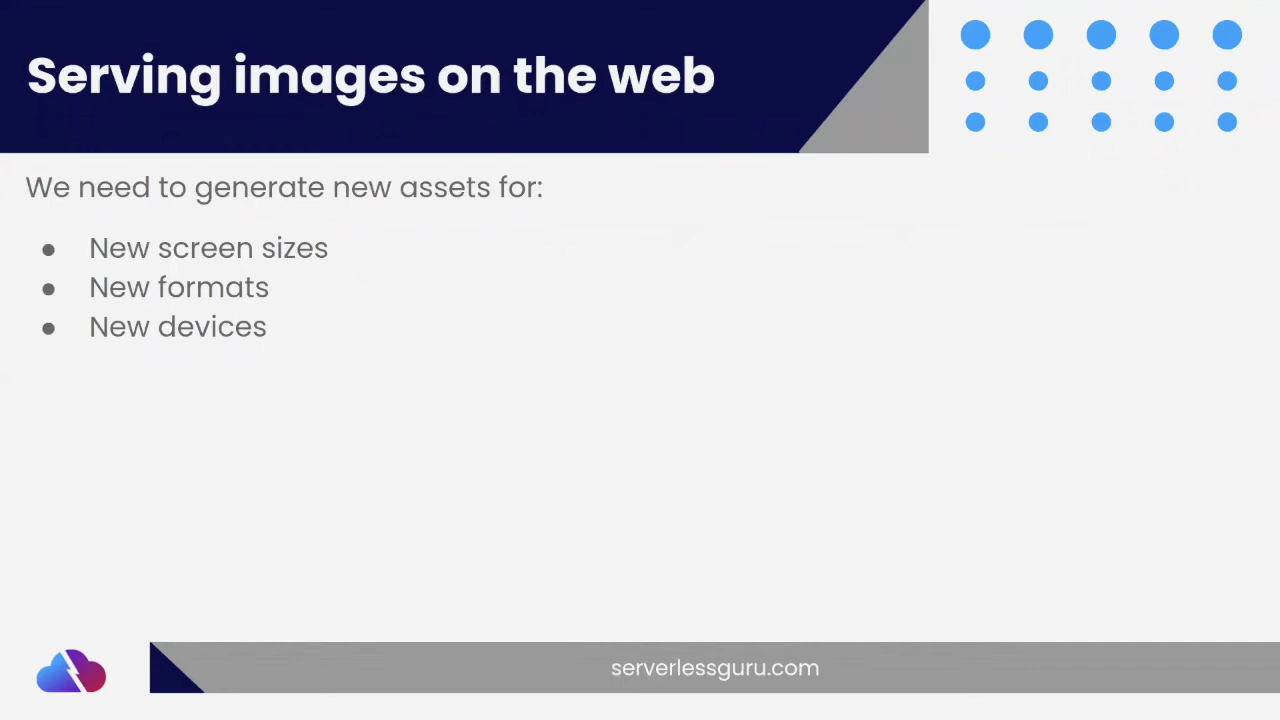 Serving images on the web
We need to generate new assets for:
● New screen sizes
● New formats
● New devices
serverlessguru.com